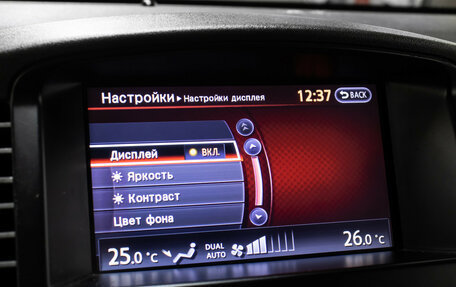 Настройки ▸ Настройки дисплея 12:37 BACK
Дисплей ВКЛ.
Яркость
Контраст
Цвет фона
25.0 °C DUAL AUTO 26.0 °C